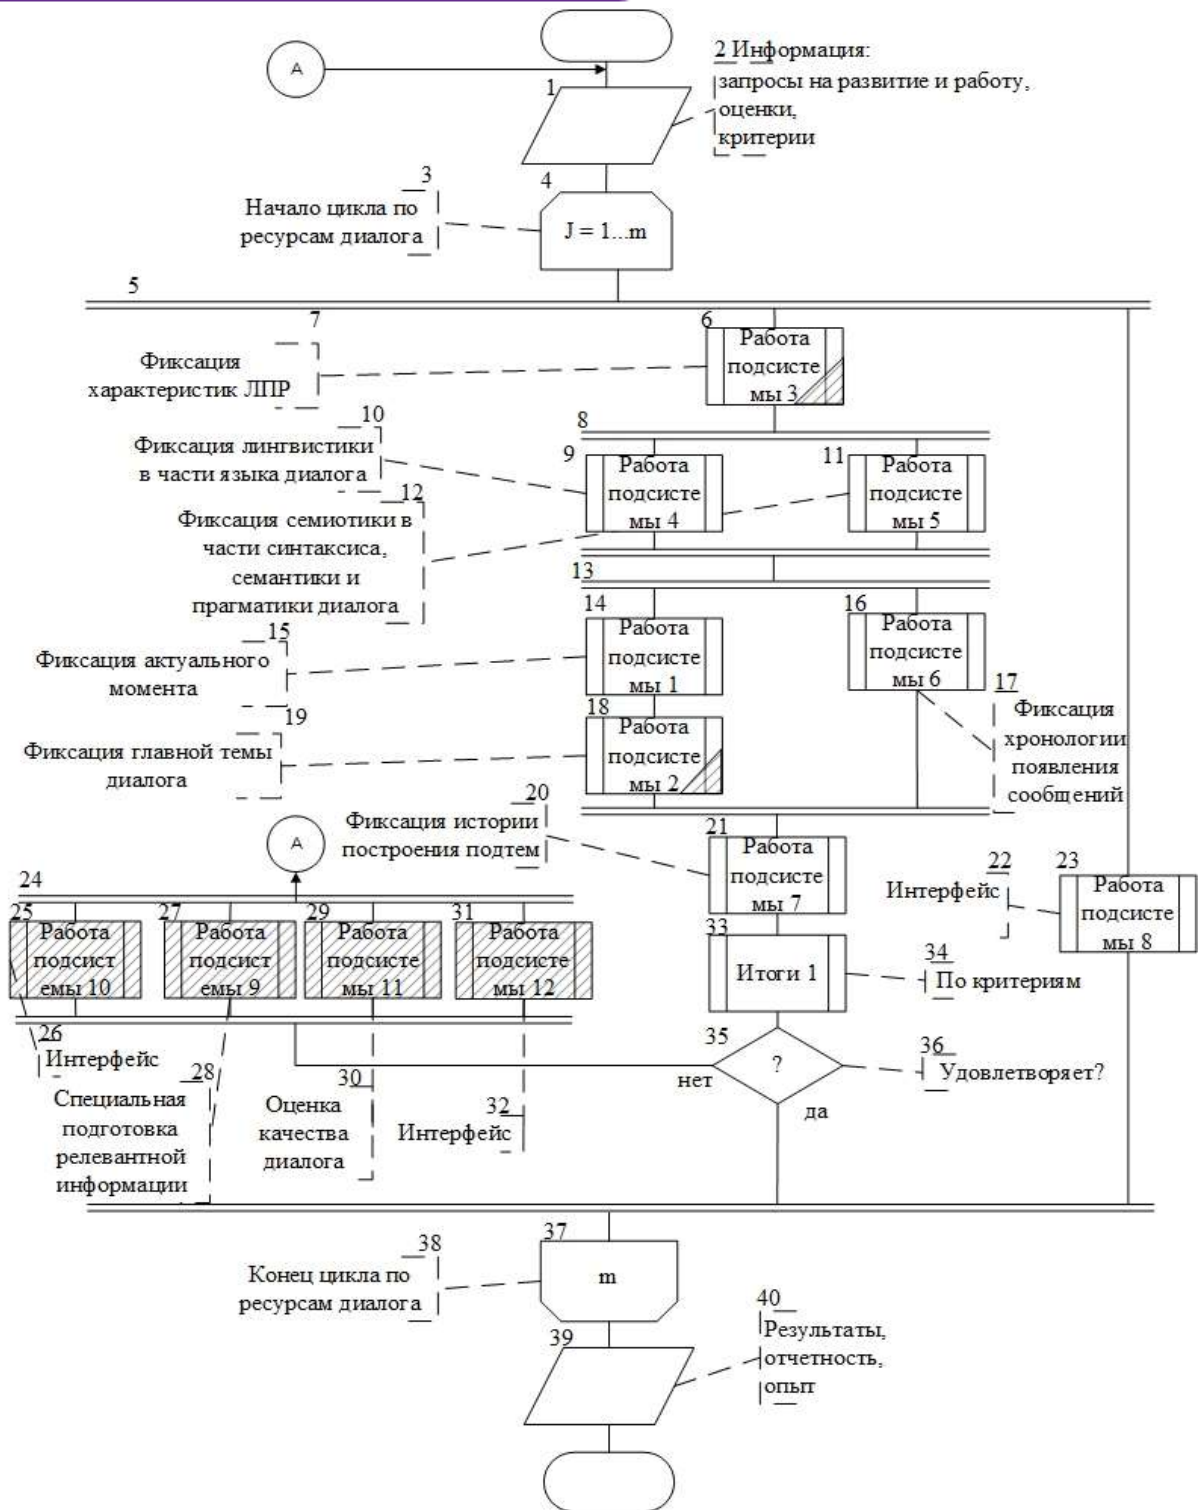 A
2 Информация:
запросы на развитие и работу,
оценки,
критерии
1
3
Начало цикла по
ресурсам диалога
4
J = 1...m
5
6
Работа
подсисте
мы 3
7
Фиксация
характеристик ЛПР
8
9
Работа
подсисте
мы 4
10
Фиксация лингвистики
в части языка диалога
11
Работа
подсисте
мы 5
12
Фиксация семиотики в
части синтаксиса,
семантики и
прагматики диалога
13
14
Работа
подсисте
мы 1
15
Фиксация актуального
момента
16
Работа
подсисте
мы 6
17
Фиксация
хронологии
появления
сообщений
18
Работа
подсисте
мы 2
19
Фиксация главной темы
диалога
20
Фиксация истории
построения подтем
21
Работа
подсисте
мы 7
22
Интерфейс
23
Работа
подсисте
мы 8
A
24
25
Работа
подсист
емы 10
27
Работа
подсист
емы 9
29
Работа
подсисте
мы 11
31
Работа
подсисте
мы 12
33
Итоги 1
34
По критериям
26
Интерфейс
28
Специальная
подготовка
релевантной
информации
30
Оценка
качества
диалога
32
Интерфейс
35
?
нет
да
36
Удовлетворяет?
37
m
38
Конец цикла по
ресурсам диалога
39
40
Результаты,
отчетность,
опыт